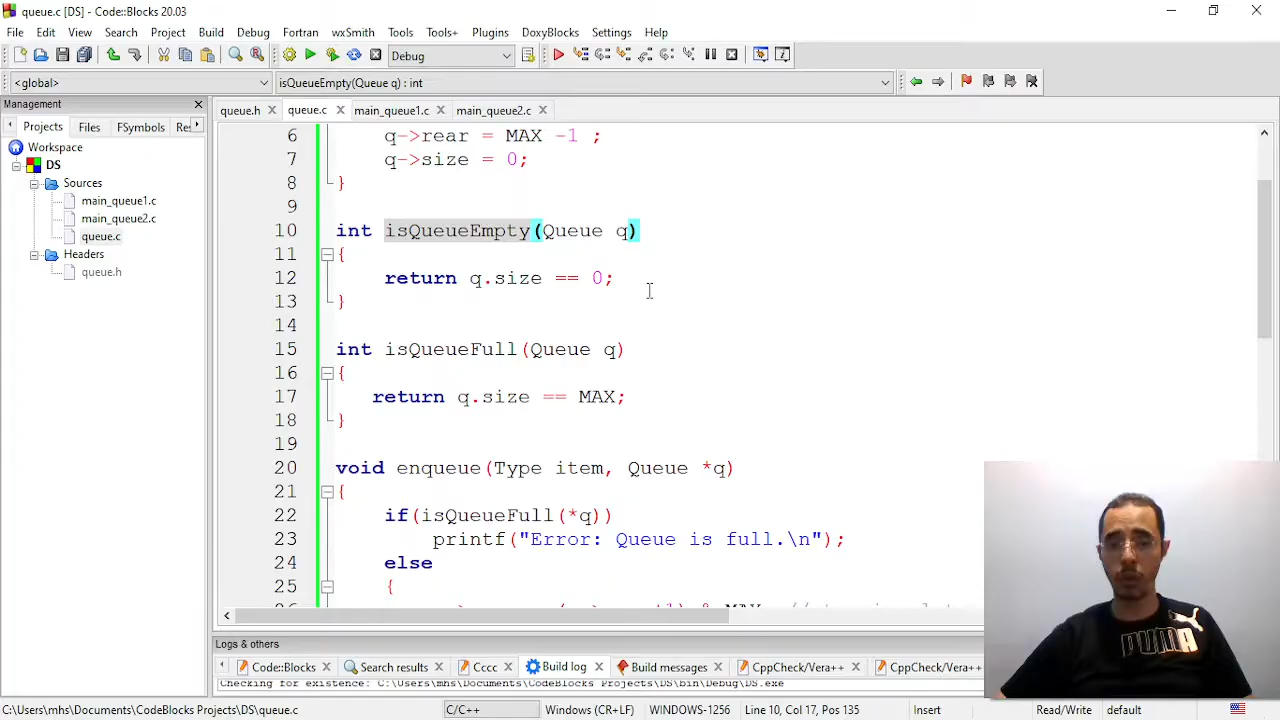 queue.c [DS] - Code::Blocks 20.03
File Edit View Search Project Build Debug Fortran wxSmith Tools Tools+ Plugins DoxyBlocks Settings Help
Debug
<global> isQueueEmpty(Queue q) : int
Management
queue.h queue.c main_queue1.c main_queue2.c
Projects Files FSymbols Res
Workspace
DS
Sources
main_queue1.c
main_queue2.c
queue.c
Headers
queue.h
6 q->rear = MAX -1 ;
7 q->size = 0;
8 }
9
10 int isQueueEmpty(Queue q)
11 {
12 return q.size == 0;
13 }
14
15 int isQueueFull(Queue q)
16 {
17 return q.size == MAX;
18 }
19
20 void enqueue(Type item, Queue *q)
21 {
22 if(isQueueFull(*q))
23 printf("Error: Queue is full.\n");
24 else
25 {
Logs & others
Code::Blocks Search results Cccc Build log Build messages CppCheck/Vera++ CppCheck/Vera++
Checking for existence: C:\Users\mhs\Documents\CodeBlocks Projects\DS\bin\Debug\DS.exe
C:\Users\mhs\Documents\CodeBlocks Projects\DS\queue.c C/C++ Windows (CR+LF) WINDOWS-1256 Line 10, Col 17, Pos 135 Insert Read/Write default
PUMA